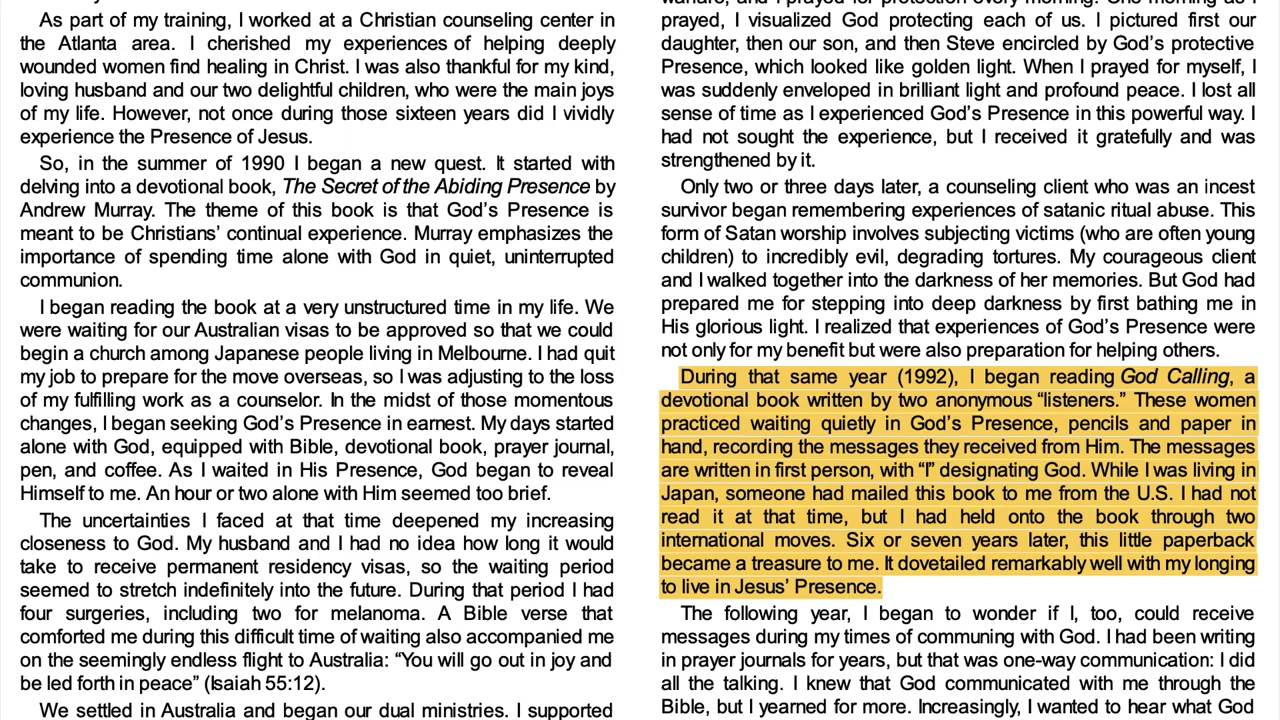 As part of my training, I worked at a Christian counseling center in
the Atlanta area. I cherished my experiences of helping deeply
wounded women find healing in Christ. I was also thankful for my kind,
loving husband and our two delightful children, who were the main joys
of my life. However, not once during those sixteen years did I vividly
experience the Presence of Jesus.
So, in the summer of 1990 I began a new quest. It started with
delving into a devotional book, The Secret of the Abiding Presence by
Andrew Murray. The theme of this book is that God's Presence is
meant to be Christians' continual experience. Murray emphasizes the
importance of spending time alone with God in quiet, uninterrupted
communion.
I began reading the book at a very unstructured time in my life. We
were waiting for our Australian visas to be approved so that we could
begin a church among Japanese people living in Melbourne. I had quit
my job to prepare for the move overseas, so I was adjusting to the loss
of my fulfilling work as a counselor. In the midst of those momentous
changes, I began seeking God's Presence in earnest. My days started
alone with God, equipped with Bible, devotional book, prayer journal,
pen, and coffee. As I waited in His Presence, God began to reveal
Himself to me. An hour or two alone with Him seemed too brief.
The uncertainties I faced at that time deepened my increasing
closeness to God. My husband and I had no idea how long it would
take to receive permanent residency visas, so the waiting period
seemed to stretch indefinitely into the future. During that period I had
four surgeries, including two for melanoma. A Bible verse that
comforted me during this difficult time of waiting also accompanied me
on the seemingly endless flight to Australia: “You will go out in joy and
be led forth in peace” (Isaiah 55:12).
We settled in Australia and began our dual ministries. I supported
warfare, and I prayed for protection every morning. One morning as I
prayed, I visualized God protecting each of us. I pictured first our
daughter, then our son, and then Steve encircled by God's protective
Presence, which looked like golden light. When I prayed for myself, I
was suddenly enveloped in brilliant light and profound peace. I lost all
sense of time as I experienced God's Presence in this powerful way. I
had not sought the experience, but I received it gratefully and was
strengthened by it.
Only two or three days later, a counseling client who was an incest
survivor began remembering experiences of satanic ritual abuse. This
form of Satan worship involves subjecting victims (who are often young
children) to incredibly evil, degrading tortures. My courageous client
and I walked together into the darkness of her memories. But God had
prepared me for stepping into deep darkness by first bathing me in
His glorious light. I realized that experiences of God's Presence were
not only for my benefit but were also preparation for helping others.
During that same year (1992), I began reading God Calling, a
devotional book written by two anonymous “listeners.” These women
practiced waiting quietly in God's Presence, pencils and paper in
hand, recording the messages they received from Him. The messages
are written in first person, with “I” designating God. While I was living in
Japan, someone had mailed this book to me from the U.S. I had not
read it at that time, but I had held onto the book through two
international moves. Six or seven years later, this little paperback
became a treasure to me. It dovetailed remarkably well with my longing
to live in Jesus' Presence.
The following year, I began to wonder if I, too, could receive
messages during my times of communing with God. I had been writing
in prayer journals for years, but that was one-way communication: I did
all the talking. I knew that God communicated with me through the
Bible, but I yearned for more. Increasingly, I wanted to hear what God